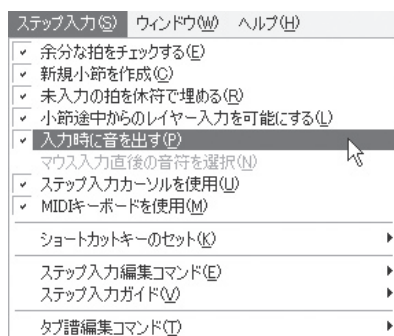 ステップ入力(S) ウィンドウ(W) ヘルプ(H)
余分な拍をチェックする(E)
新規小節を作成(C)
未入力の拍を休符で埋める(R)
小節途中からのレイヤー入力を可能にする(L)
入力時に音を出す(P)
マウス入力直後の音符を選択(N)
ステップ入力カーソルを使用(U)
MIDIキーボードを使用(M)
ショートカットキーのセット(K)
ステップ入力編集コマンド(E)
ステップ入力ガイド(V)
タブ譜編集コマンド(T)